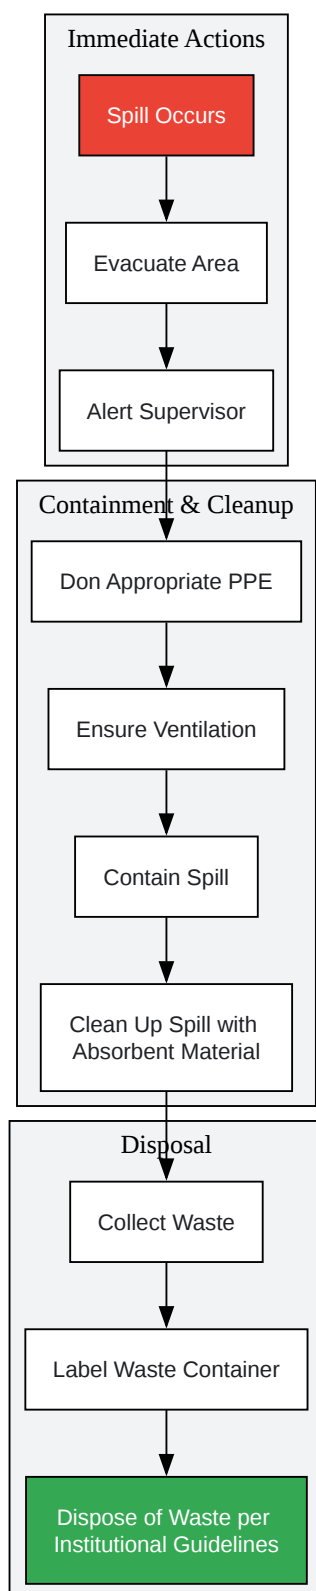 Immediate Actions
Spill Occurs
Evacuate Area
Alert Supervisor
Containment & Cleanup
Don Appropriate PPE
Ensure Ventilation
Contain Spill
Clean Up Spill with
Absorbent Material
Disposal
Collect Waste
Label Waste Container
Dispose of Waste per
Institutional Guidelines